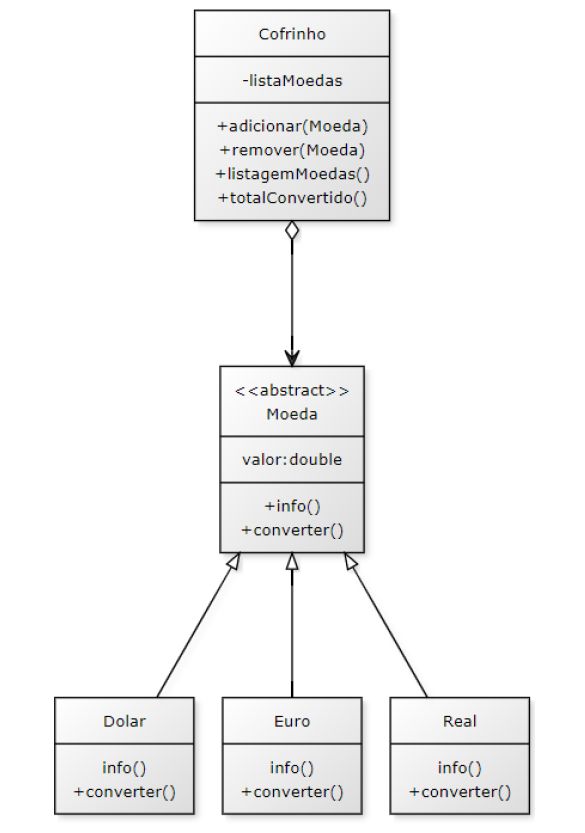 Cofrinho
-listaMoedas
+adicionar(Moeda)
+remover(Moeda)
+listagemMoedas()
+totalConvertido()
<<abstract>>
Moeda
valor:double
+info()
+converter()
Dolar
info()
+converter()
Euro
info()
+converter()
Real
info()
+converter()